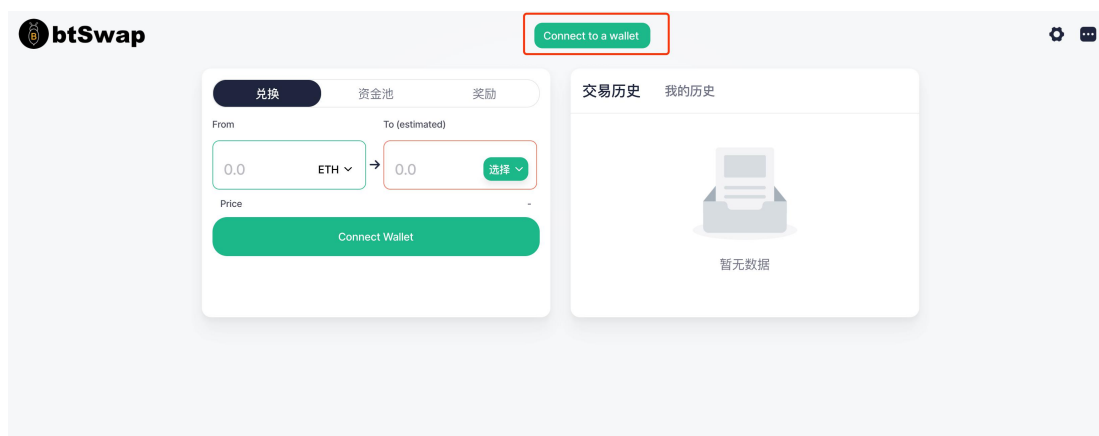 btSwap
Connect to a wallet
兑换 资金池 奖励
From To (estimated)
0.0 ETH 0.0 选择
Price -
Connect Wallet
交易历史 我的历史
暂无数据